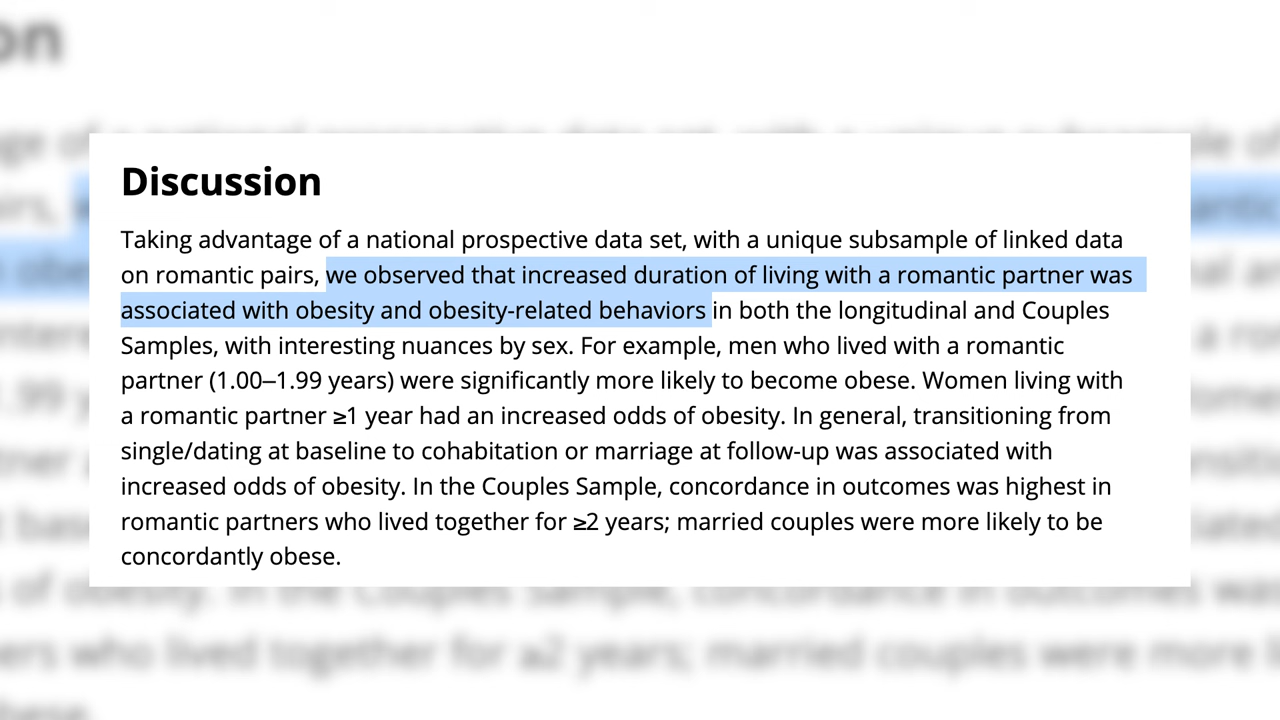 Discussion
Taking advantage of a national prospective data set, with a unique subsample of linked data
on romantic pairs, we observed that increased duration of living with a romantic partner was
associated with obesity and obesity-related behaviors in both the longitudinal and Couples
Samples, with interesting nuances by sex. For example, men who lived with a romantic
partner (1.00–1.99 years) were significantly more likely to become obese. Women living with
a romantic partner ≥1 year had an increased odds of obesity. In general, transitioning from
single/dating at baseline to cohabitation or marriage at follow-up was associated with
increased odds of obesity. In the Couples Sample, concordance in outcomes was highest in
romantic partners who lived together for ≥2 years; married couples were more likely to be
concordantly obese.